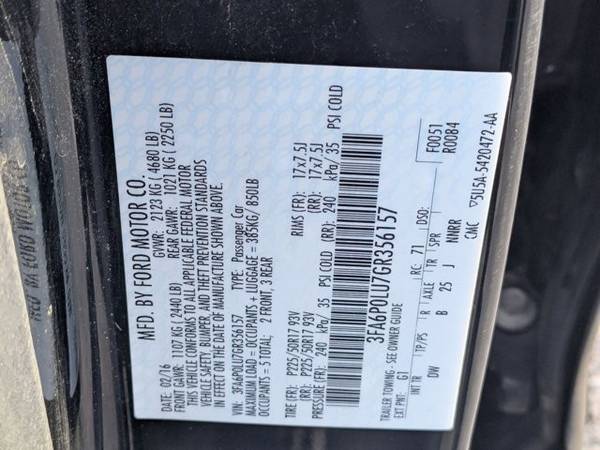 MFD. BY FORD MOTOR CO.
DATE: 02/16 GVWR: 2123 KG ( 4680 LB)
FRONT GAWR: 1107 KG (2440 LB) REAR GAWR: 1021 KG ( 2250 LB)
THIS VEHICLE CONFORMS TO ALL APPLICABLE FEDERAL MOTOR
VEHICLE SAFETY, BUMPER, AND THEFT PREVENTION STANDARDS
IN EFFECT ON THE DATE OF MANUFACTURE SHOWN ABOVE.
VIN: 3FA6P0LU7GR356157 TYPE: Passenger Car
MAXIMUM LOAD = OCCUPANTS + LUGGAGE = 385KG/ 850LB
OCCUPANTS = 5 TOTAL: 2 FRONT, 3 REAR
TIRE (FR): P225/50R17 93V RIMS (FR): 17x7.5J
(RR): P225/50R17 93V (RR): 17x7.5J
PRESSURE (FR): 240 kPa/ 35 PSI COLD (RR): 240 kPa/ 35 PSI COLD
3FA6P0LU7GR356157
F0051
R0084
TRAILER TOWING - SEE OWNER GUIDE
EXT PNT: G1 RC: 71 DSO:
INT TR TP/PS R AXLE TR SPR
DW B 25 J NMRR
CMC ▽5U5A-5420472-AA